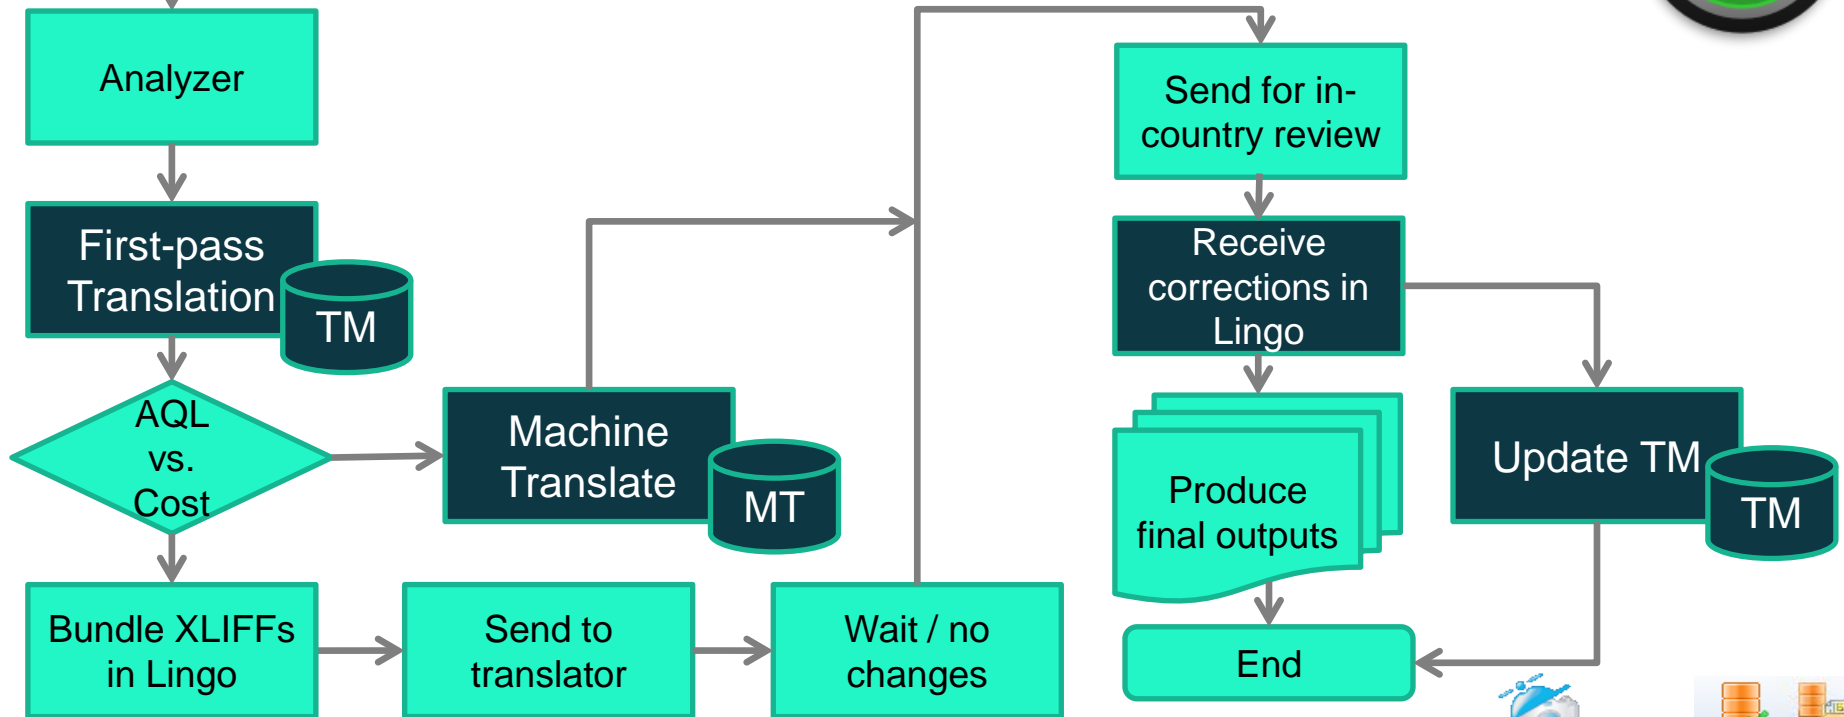 Analyzer
First-pass
Translation
TM
AQL
vs.
Cost
Machine
Translate
MT
Bundle XLIFFs
in Lingo
Send to
translator
Wait / no
changes
Send for in-
country review
Receive
corrections in
Lingo
Produce
final outputs
Update TM
TM
End